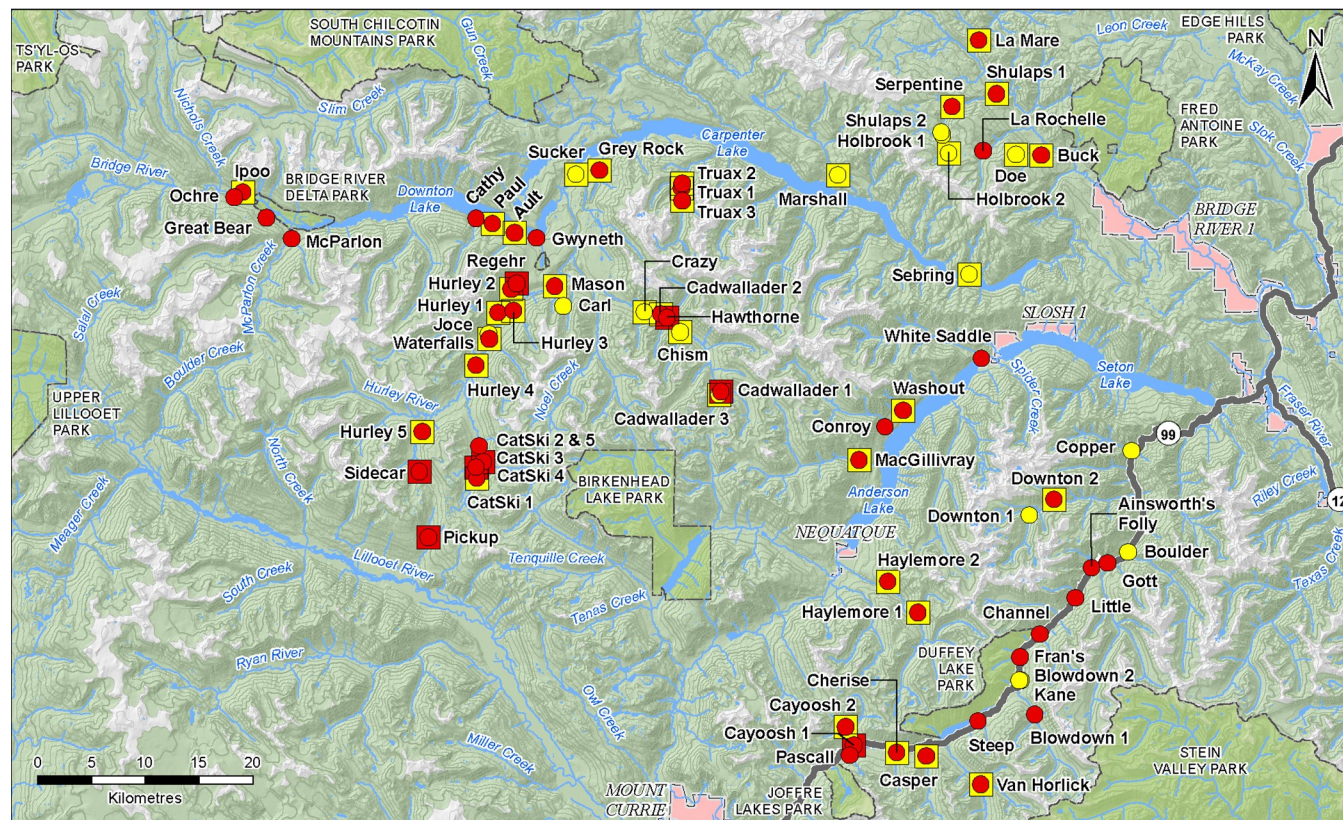 SOUTH CHILCOTIN
MOUNTAINS PARK
Gun Creek
TS'YL-OS
PARK
Nichols Creek
Slim Creek
Leon Creek
EDGE HILLS
PARK
McKay Creek
N
La Mare
Serpentine
Shulaps 1
Shulaps 2
La Rochelle
Holbrook 1
FRED
ANTOINE PARK
Slok Creek
Carpenter
Lake
Bridge River
Ipoo
BRIDGE RIVER
DELTA PARK
Sucker
Grey Rock
Truax 2
Truax 1
Truax 3
Marshall
Doe
Buck
Holbrook 2
Ochre
Great Bear
McParlon
Downton
Lake
Cathy
Paul
Ault
Gwyneth
BRIDGE
RIVER 1
Regehr
Hurley 2
Mason
Hurley 1
Carl
Joce
Waterfalls
Hurley 3
Hurley 4
Crazy
Cadwallader 2
Hawthorne
Chism
Sebring
Salal Creek
McParlon Creek
Boulder Creek
White Saddle
SLOSH 1
Spider Creek
Seton
Lake
Fraser River
UPPER
LILLOOET
PARK
Hurley River
Noel Creek
Cadwallader 1
Cadwallader 3
Washout
Conroy
MacGillivray
Anderson
Lake
Copper
99
Hurley 5
Sidecar
CatSki 2 & 5
CatSki 3
CatSki 4
CatSki 1
BIRKENHEAD
LAKE PARK
North Creek
Meager Creek
Downton 2
Downton 1
Ainsworth's
Folly
Riley Creek
12
NEQUATQUE
Boulder
Gott
Pickup
Lillooet River
Tenquille Creek
South Creek
Tenas Creek
Haylemore 2
Haylemore 1
Channel
Little
Texas Creek
Ryan River
Owl Creek
Miller Creek
DUFFEY
LAKE
PARK
Fran's
Blowdown 2
Kane
Cherise
Cayoosh 2
Cayoosh 1
Pascall
Casper
Steep
Blowdown 1
Van Horlick
STEIN
VALLEY PARK
0 5 10 15 20
Kilometres
MOUNT
CURRIE
JOFFRE
LAKES PARK